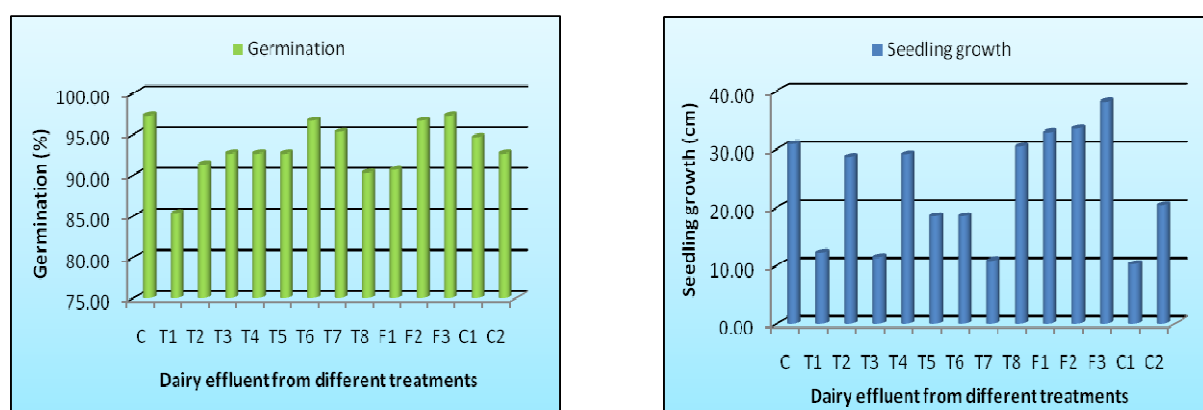 Germination
100.00
95.00
90.00
85.00
80.00
75.00
Germination (%)
C T1 T2 T3 T4 T5 T6 T7 T8 F1 F2 F3 C1 C2
Dairy effluent from different treatments
Seedling growth
40.00
30.00
20.00
10.00
0.00
Seedling growth (cm)
C T1 T2 T3 T4 T5 T6 T7 T8 F1 F2 F3 C1 C2
Dairy effluent from different treatments